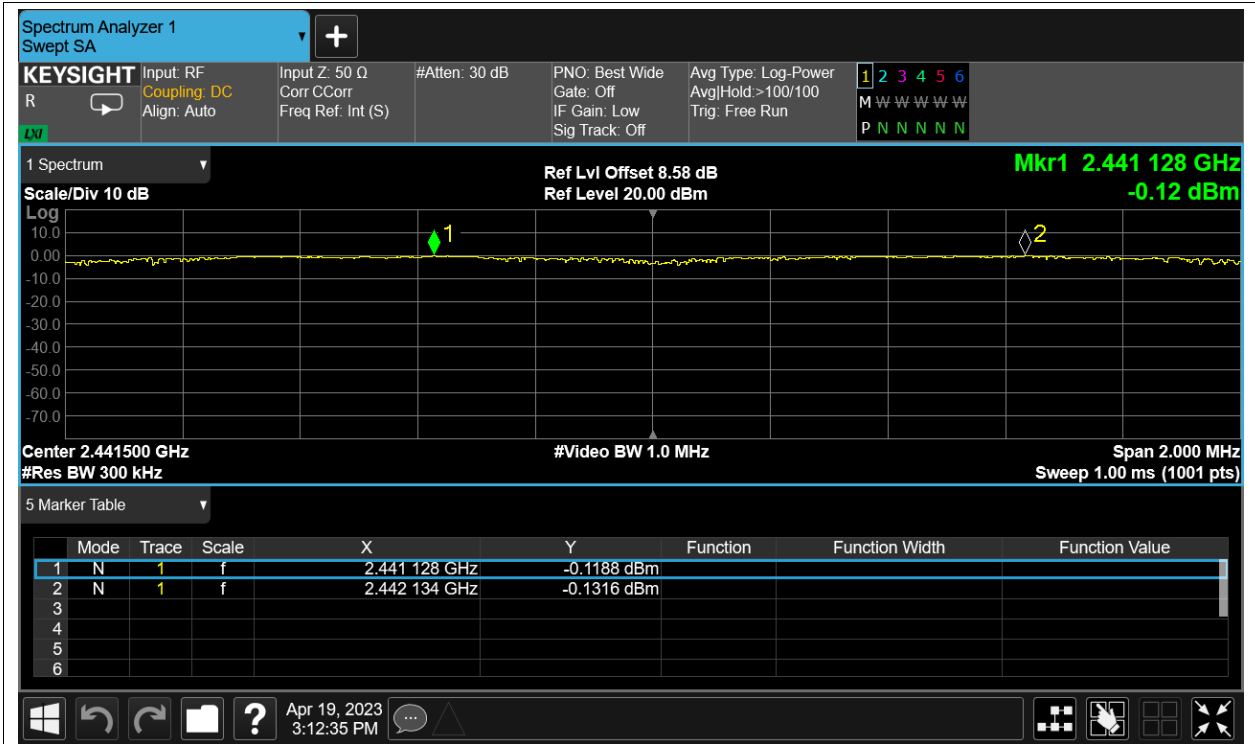 Spectrum Analyzer 1
Swept SA
KEYSIGHT Input: RF Input Z: 50 Ω #Atten: 30 dB PNO: Best Wide Avg Type: Log-Power 1 2 3 4 5 6
R Coupling: DC Corr CCorr Gate: Off Avg|Hold:>100/100 M W W W W W
Align: Auto Freq Ref: Int (S) IF Gain: Low Trig: Free Run
LXI Sig Track: Off P N N N N N
1 Spectrum Ref Lvl Offset 8.58 dB Mkr1 2.441 128 GHz
Scale/Div 10 dB Ref Level 20.00 dBm -0.12 dBm
Log
10.0 1 2
0.00
-10.0
-20.0
-30.0
-40.0
-50.0
-60.0
-70.0
Center 2.441500 GHz #Video BW 1.0 MHz Span 2.000 MHz
#Res BW 300 kHz Sweep 1.00 ms (1001 pts)
5 Marker Table
Mode Trace Scale X Y Function Function Width Function Value
1 N 1 f 2.441 128 GHz -0.1188 dBm
2 N 1 f 2.442 134 GHz -0.1316 dBm
3
4
5
6
? Apr 19, 2023
3:12:35 PM